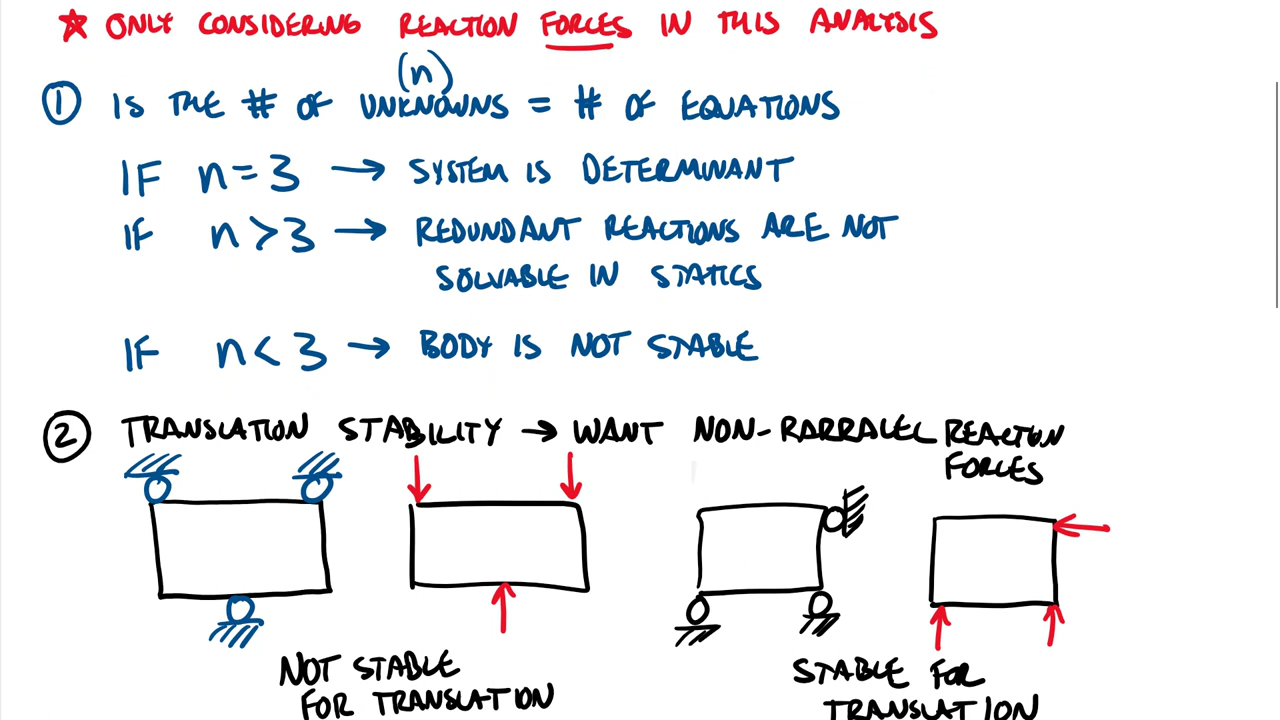 ☆ ONLY CONSIDERING REACTION FORCES IN THIS ANALYSIS
(n)
① IS THE # OF UNKNOWNS = # OF EQUATIONS
IF n = 3 → SYSTEM IS DETERMINANT
IF n > 3 → REDUNDANT REACTIONS ARE NOT
SOLVABLE IN STATICS
IF n < 3 → BODY IS NOT STABLE
② TRANSLATION STABILITY → WANT NON-PARRALEL REACTION
FORCES
NOT STABLE
FOR TRANSLATION
STABLE FOR
TRANSLATION